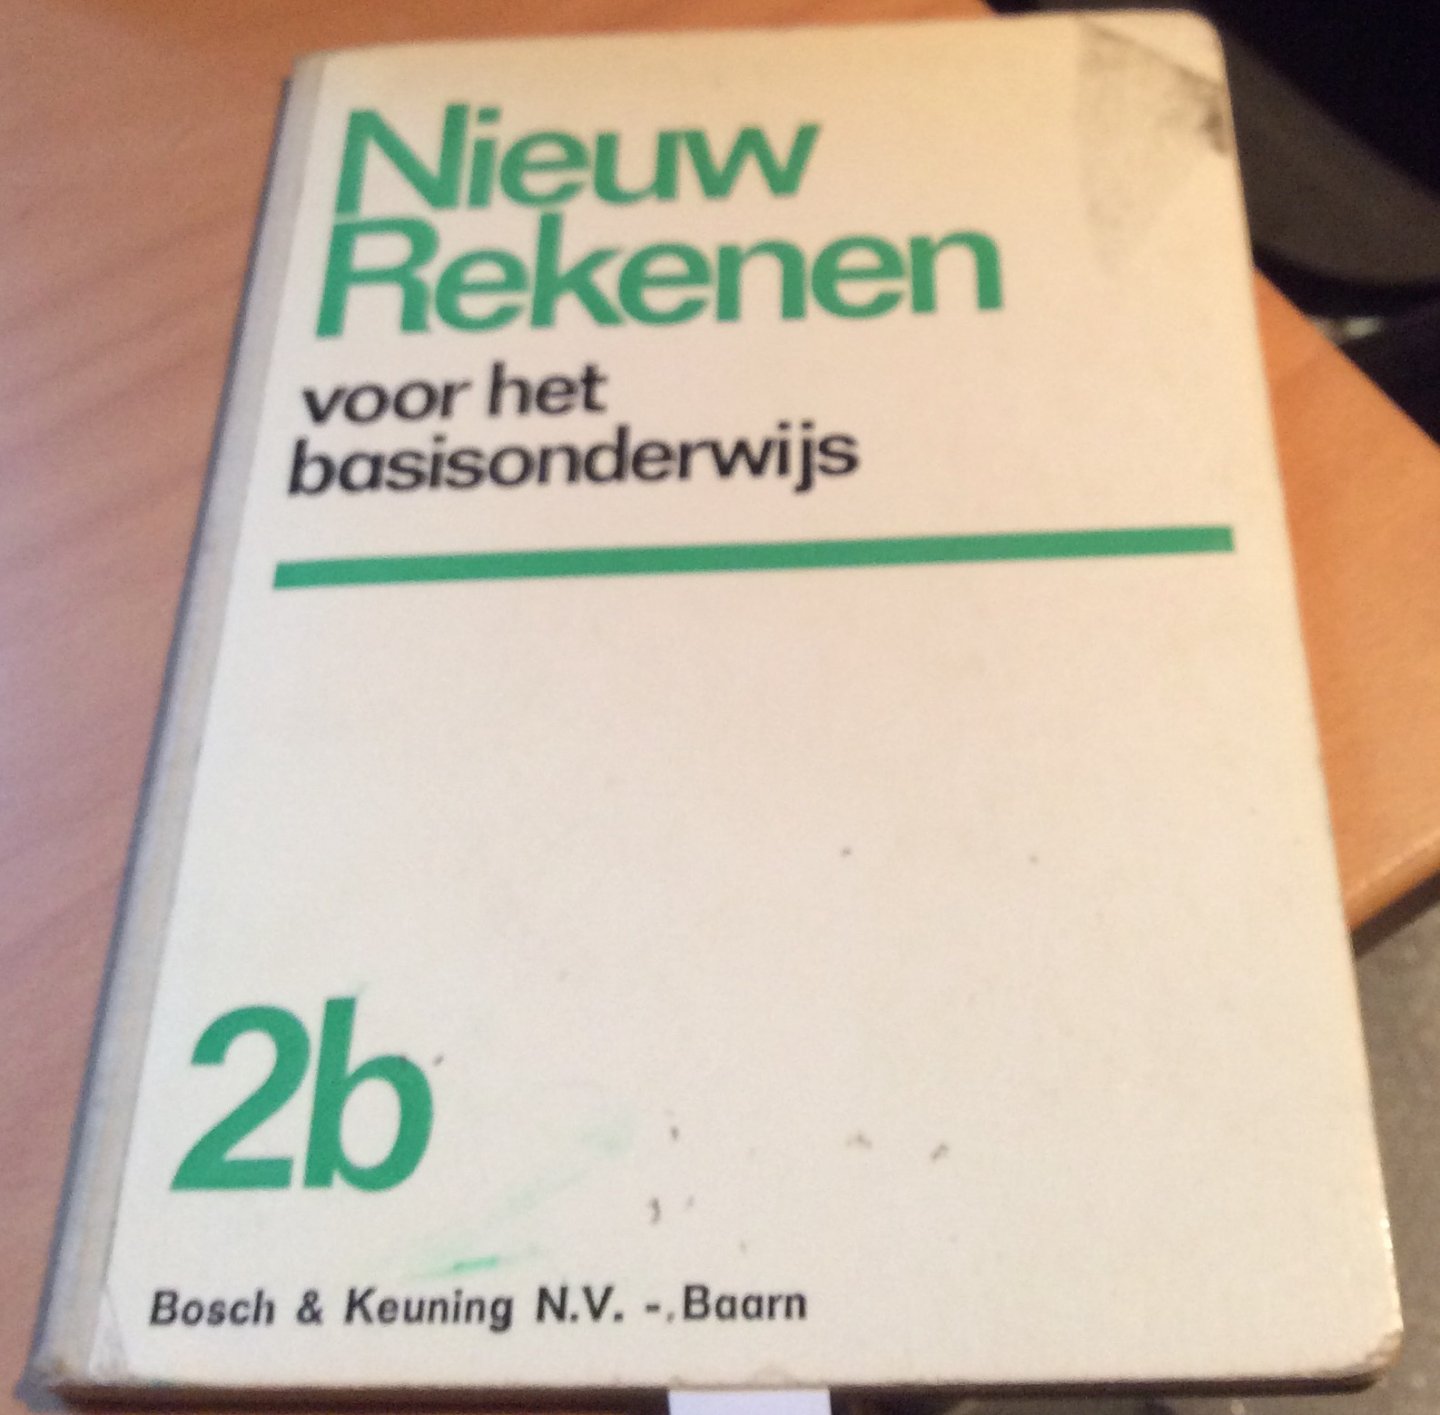 Nieuw
Rekenen
voor het
basisonderwijs
2b
Bosch & Keuning N.V. - Baarn